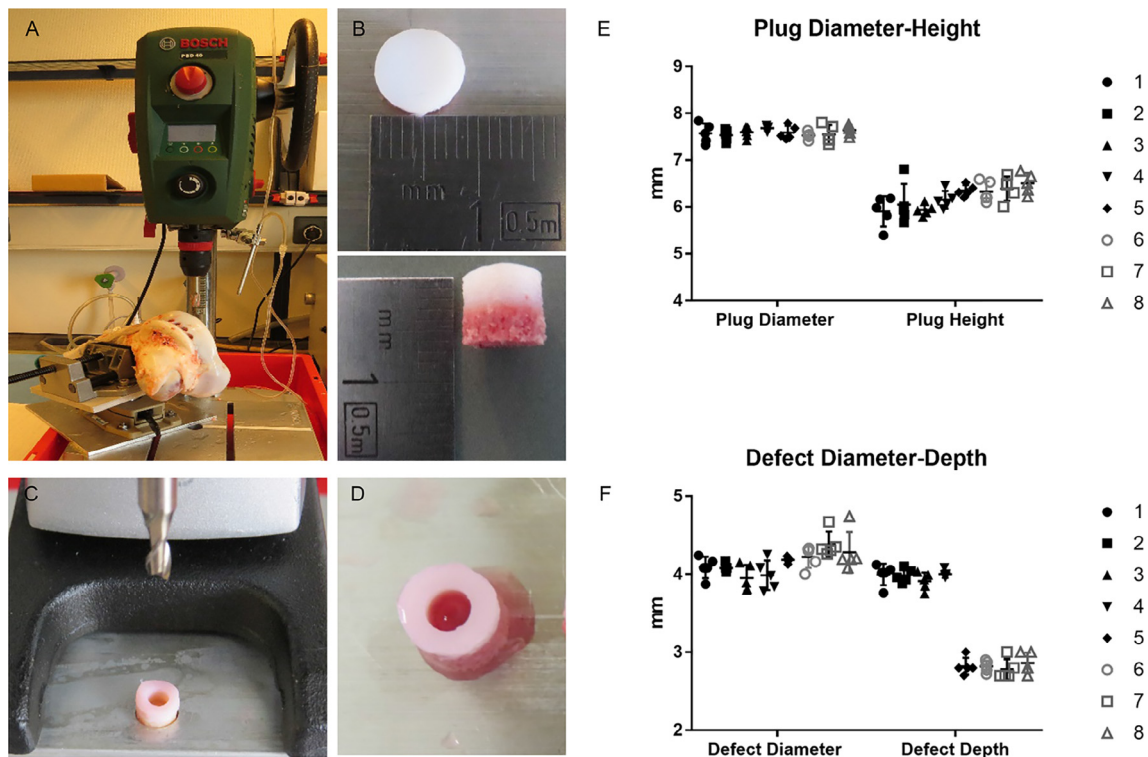 A
BOSCH
PBD 40
B
mm
1 0.5m
mm
1
0.5m
C
D
E
Plug Diameter-Height
9
8
7
6
5
4
mm
Plug Diameter
Plug Height
1
2
3
4
5
6
7
8
F
Defect Diameter-Depth
5
4
3
2
mm
Defect Diameter
Defect Depth
1
2
3
4
5
6
7
8